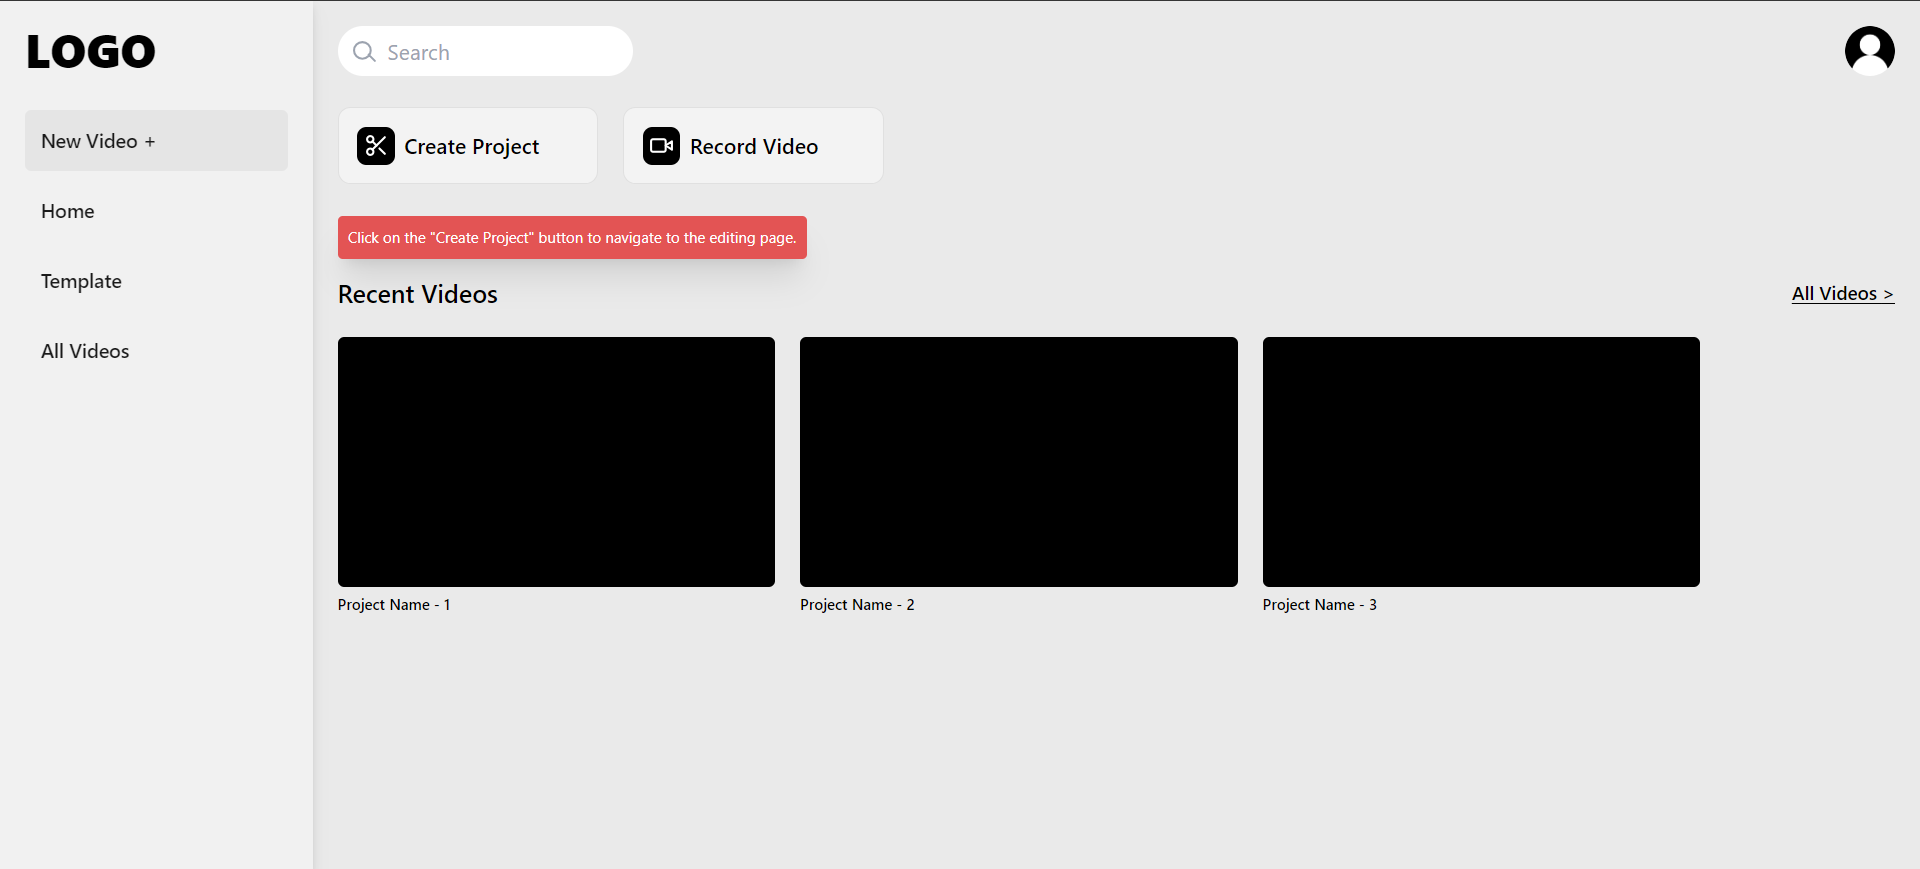 LOGO
New Video +
Home
Template
All Videos
Search
Create Project
Record Video
Click on the "Create Project" button to navigate to the editing page.
Recent Videos
All Videos >
Project Name - 1
Project Name - 2
Project Name - 3